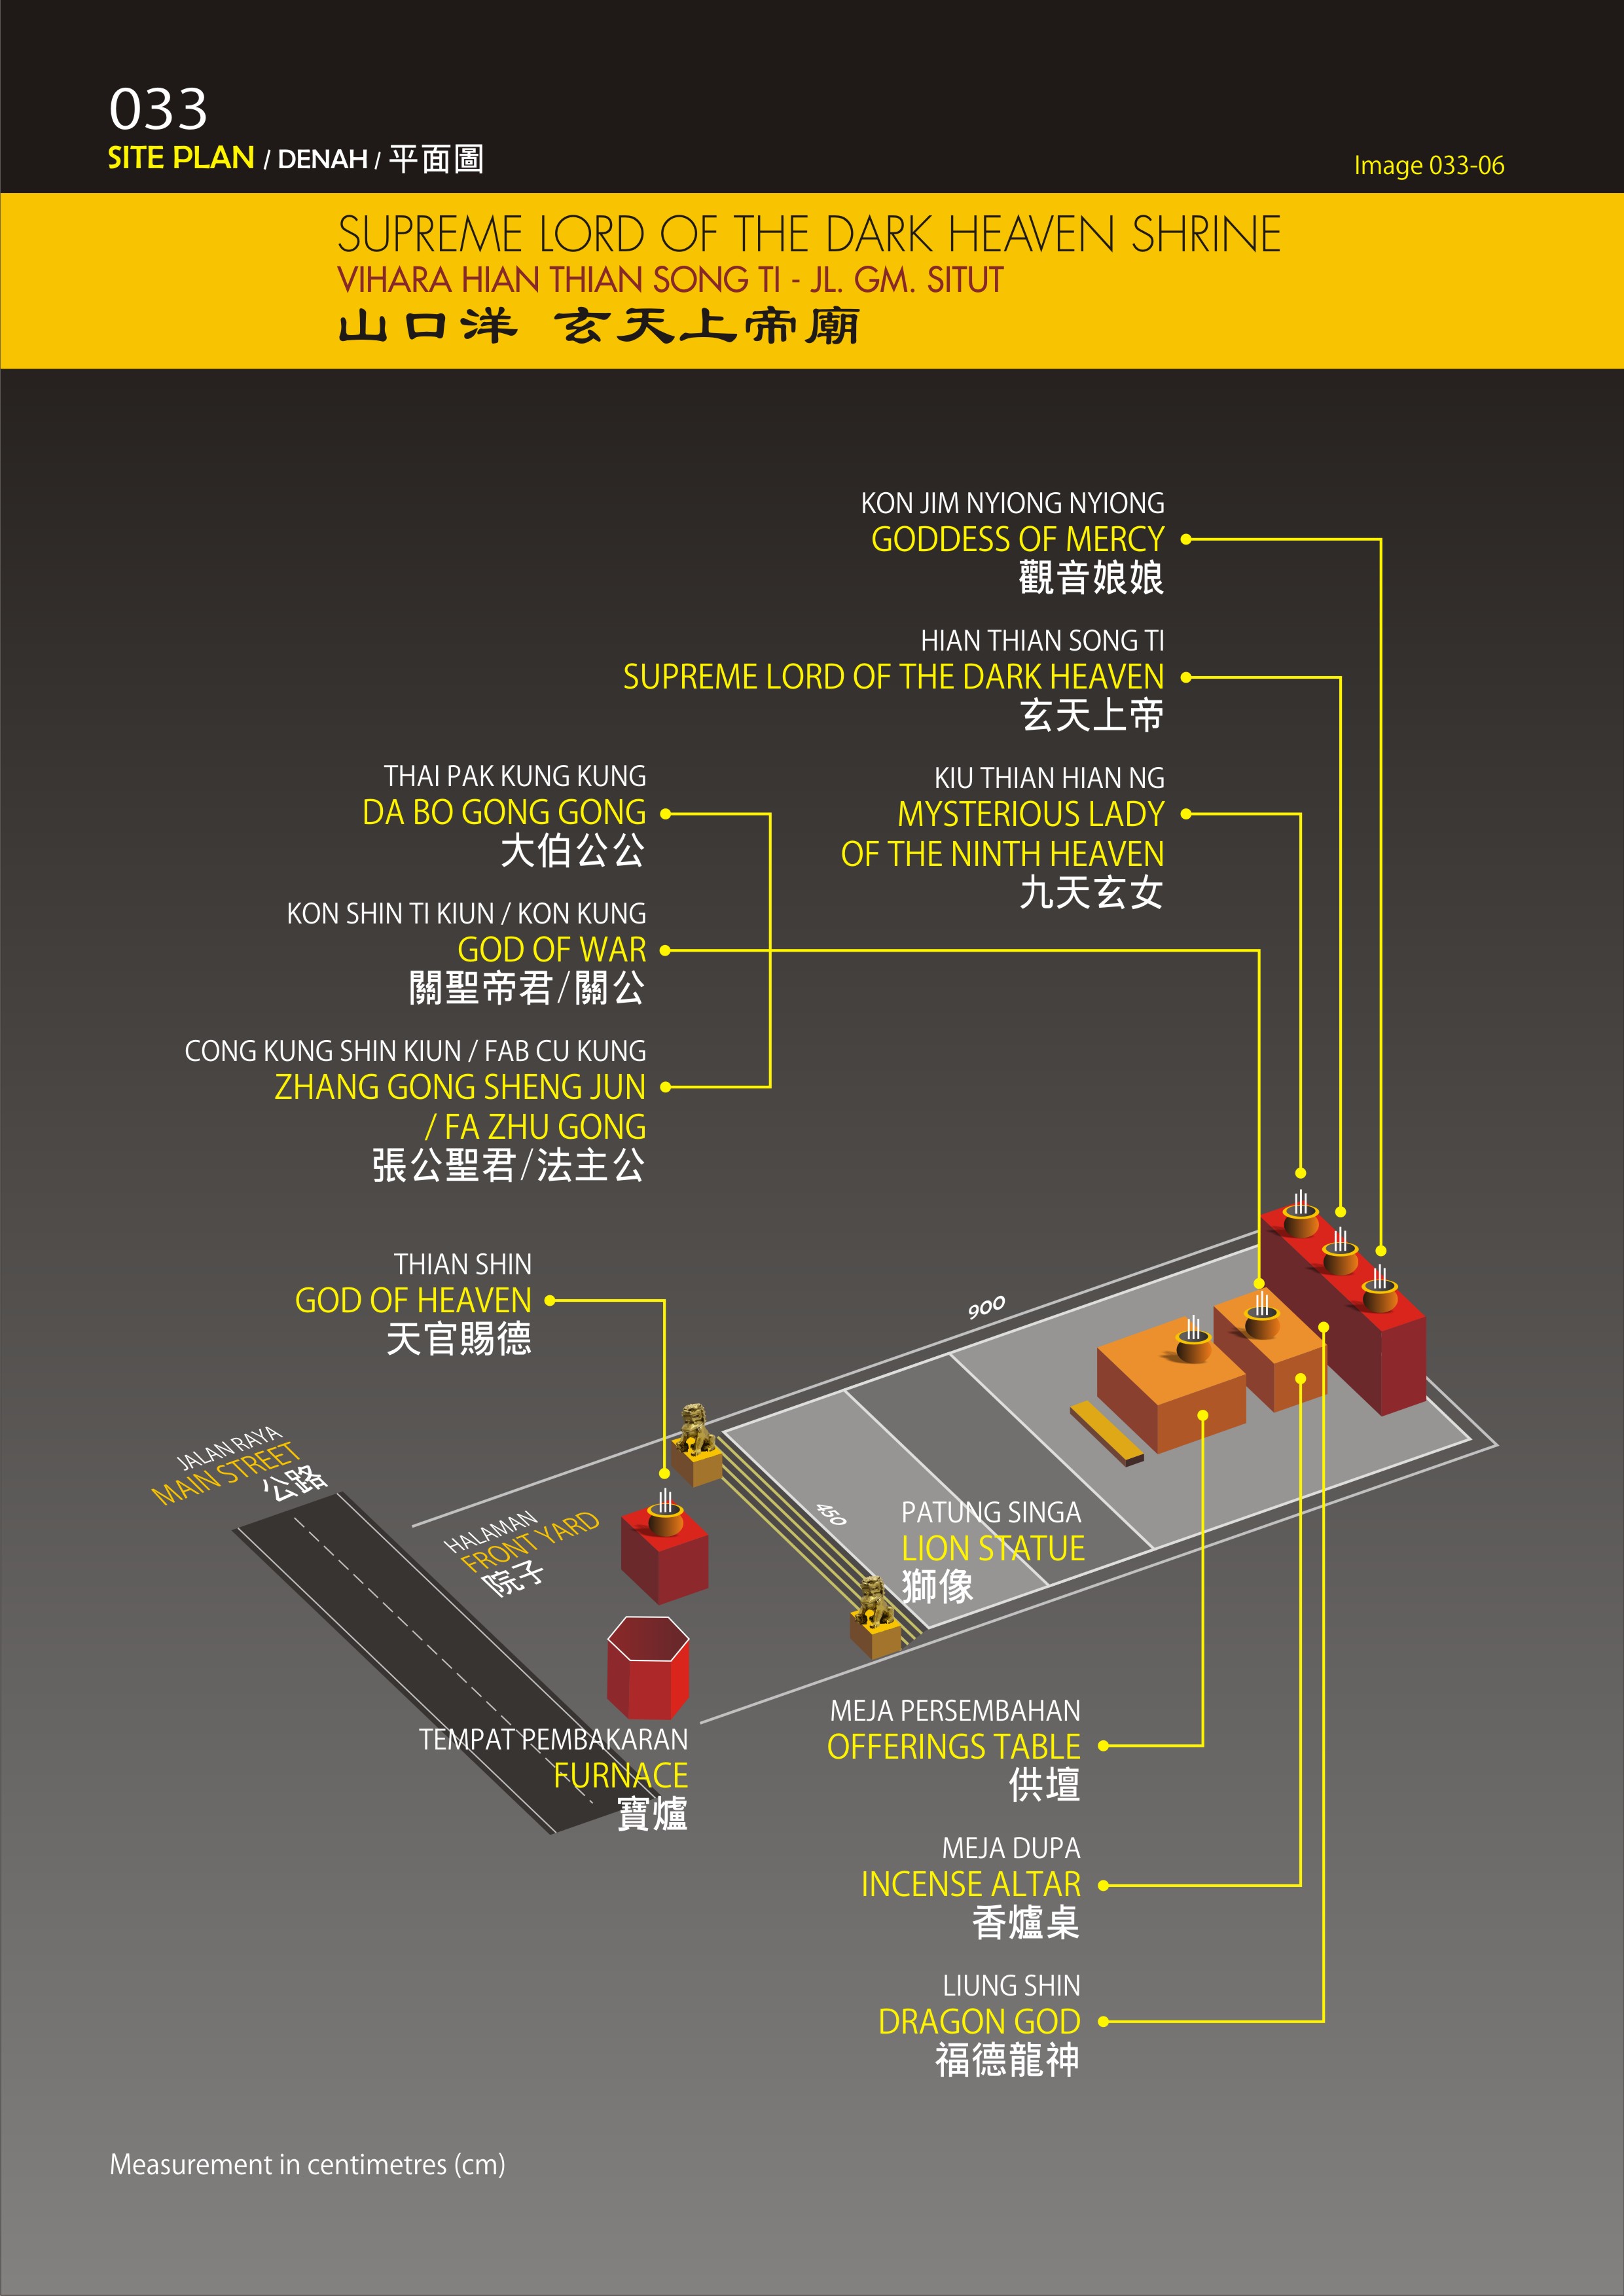 033
SITE PLAN / DENAH / 平面圖
Image 033-06
SUPREME LORD OF THE DARK HEAVEN SHRINE
VIHARA HIAN THIAN SONG TI - JL. GM. SITUT
山口洋 玄天上帝廟
KON JIM NYIONG NYIONG
GODDESS OF MERCY
觀音娘娘
HIAN THIAN SONG TI
SUPREME LORD OF THE DARK HEAVEN
玄天上帝
THAI PAK KUNG KUNG
DA BO GONG GONG
大伯公公
KIU THIAN HIAN NG
MYSTERIOUS LADY
OF THE NINTH HEAVEN
九天玄女
KON SHIN TI KIUN / KON KUNG
GOD OF WAR
關聖帝君/關公
CONG KUNG SHIN KIUN / FAB CU KUNG
ZHANG GONG SHENG JUN
/ FA ZHU GONG
張公聖君/法主公
THIAN SHIN
GOD OF HEAVEN
天官賜德
900
JALAN RAYA
MAIN STREET
公路
HALAMAN
FRONT YARD
院子
450
PATUNG SINGA
LION STATUE
獅像
TEMPAT PEMBAKARAN
FURNACE
寶爐
MEJA PERSEMBAHAN
OFFERINGS TABLE
供壇
MEJA DUPA
INCENSE ALTAR
香爐桌
LIUNG SHIN
DRAGON GOD
福德龍神
Measurement in centimetres (cm)